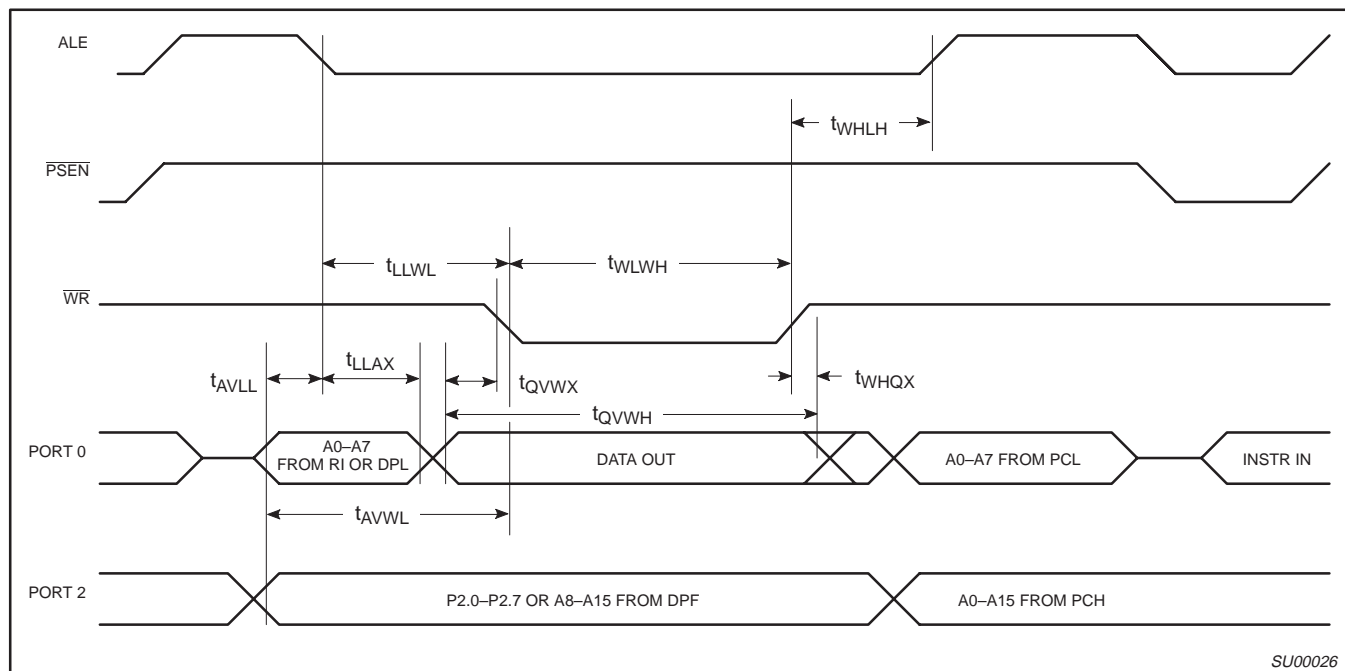 ALE
tWHLH
PSEN
tLLWL
tWLWH
WR
tAVLL
tLLAX
tQVWX
tWHQX
tQVWH
PORT 0
A0–A7
FROM RI OR DPL
DATA OUT
A0–A7 FROM PCL
INSTR IN
tAVWL
PORT 2
P2.0–P2.7 OR A8–A15 FROM DPF
A0–A15 FROM PCH
SU00026